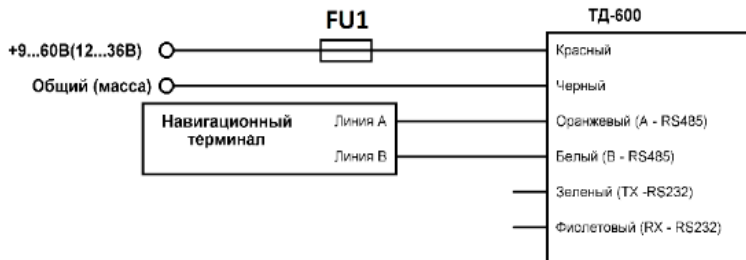 FU1
ТД-600
+9...60В(12...36В)
Красный
Общий (масса)
Черный
Навигационный
терминал
Линия А
Оранжевый (А - RS485)
Линия В
Белый (В - RS485)
Зеленый (TX -RS232)
Фиолетовый (RX - RS232)